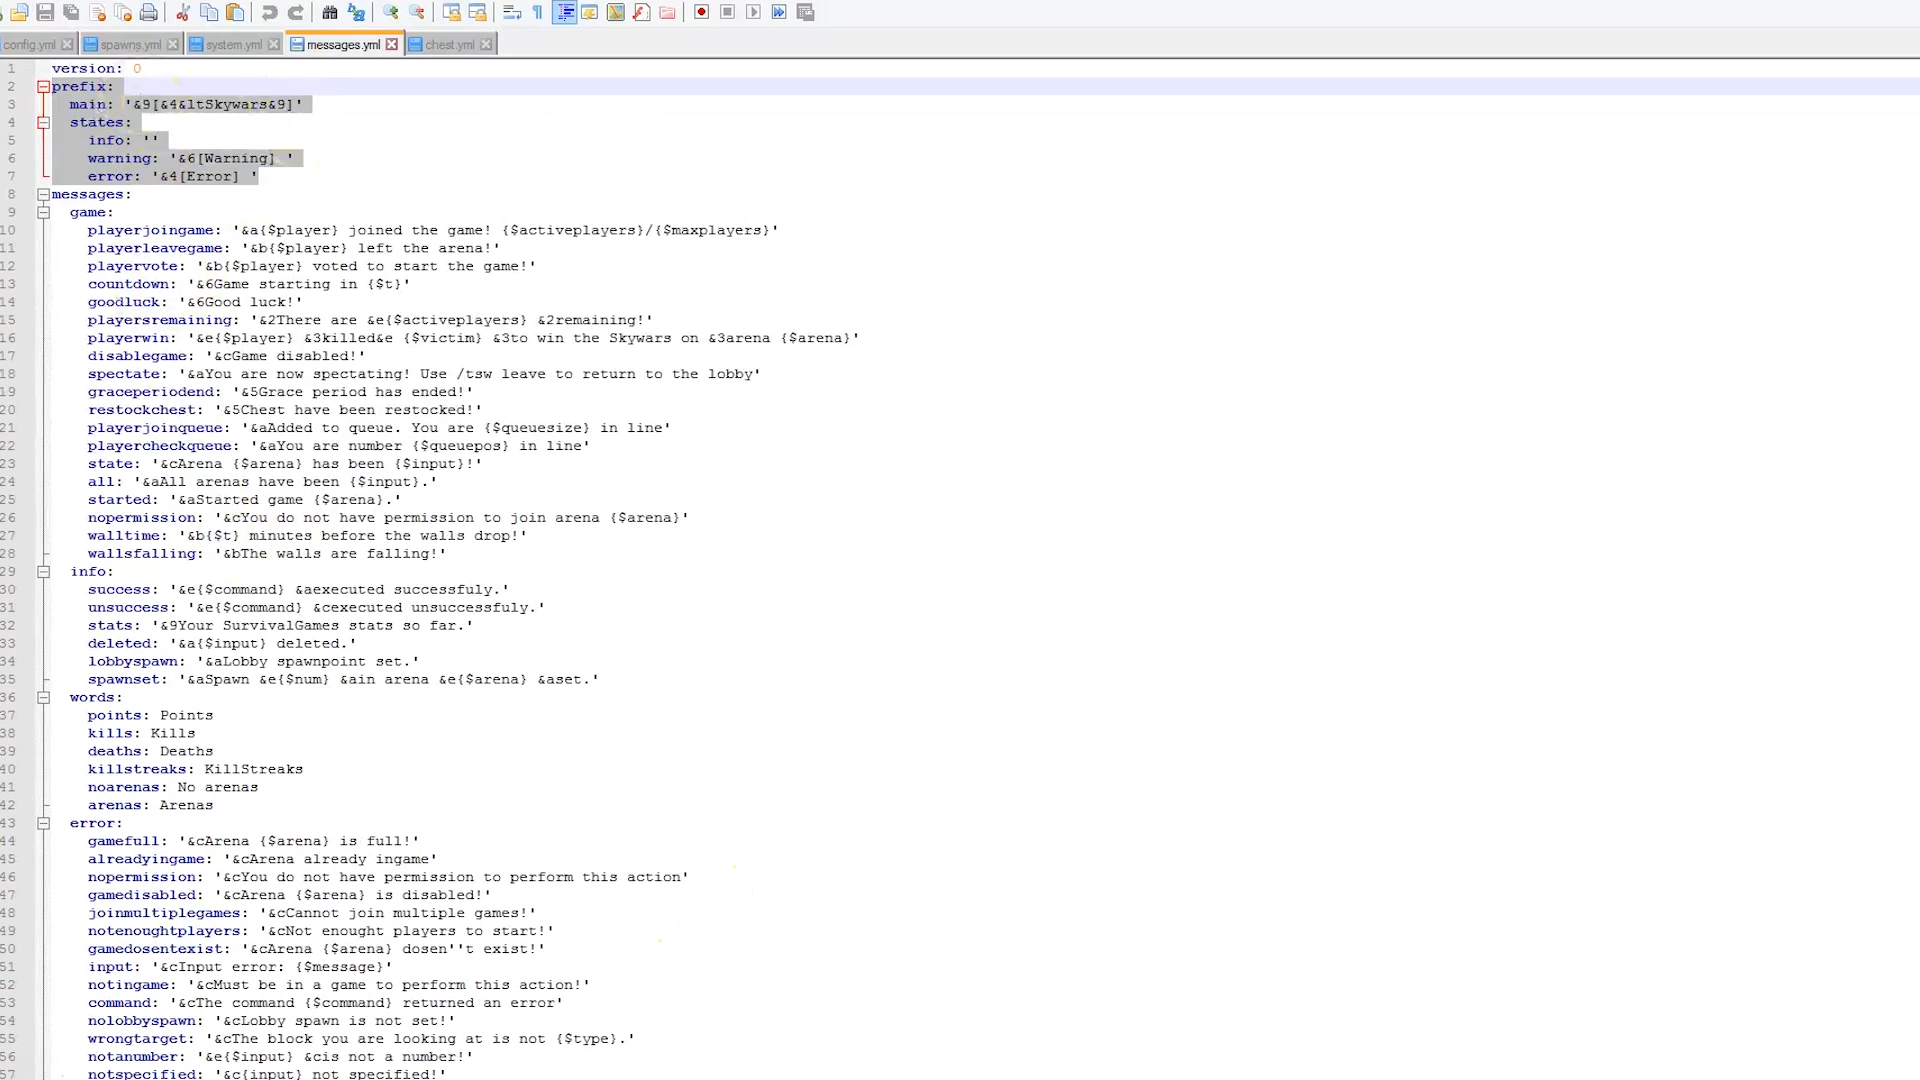 config.yml spawns.yml system.yml messages.yml chest.yml
1 version: 0
2 prefix:
3 main: '&9[&4&ltSkywars&9]'
4 states:
5 info: ''
6 warning: '&6[Warning] '
7 error: '&4[Error] '
8 messages:
9 game:
10 playerjoingame: '&a{$player} joined the game! {$activeplayers}/{$maxplayers}'
11 playerleavegame: '&b{$player} left the arena!'
12 playervote: '&b{$player} voted to start the game!'
13 countdown: '&6Game starting in {$t}'
14 goodluck: '&6Good luck!'
15 playersremaining: '&2There are &e{$activeplayers} &2remaining!'
16 playerwin: '&e{$player} &3killed&e {$victim} &3to win the Skywars on &3arena {$arena}'
17 disablegame: '&cGame disabled!'
18 spectate: '&aYou are now spectating! Use /tsw leave to return to the lobby'
19 graceperiodend: '&5Grace period has ended!'
20 restockchest: '&5Chest have been restocked!'
21 playerjoinqueue: '&aAdded to queue. You are {$queuesize} in line'
22 playercheckqueue: '&aYou are number {$queuepos} in line'
23 state: '&cArena {$arena} has been {$input}!'
24 all: '&aAll arenas have been {$input}.'
25 started: '&aStarted game {$arena}.'
26 nopermission: '&cYou do not have permission to join arena {$arena}'
27 walltime: '&b{$t} minutes before the walls drop!'
28 wallsfalling: '&bThe walls are falling!'
29 info:
30 success: '&e{$command} &aexecuted successfuly.'
31 unsuccess: '&e{$command} &cexecuted unsuccessfuly.'
32 stats: '&9Your SurvivalGames stats so far.'
33 deleted: '&a{$input} deleted.'
34 lobbyspawn: '&aLobby spawnpoint set.'
35 spawnset: '&aSpawn &e{$num} &ain arena &e{$arena} &aset.'
36 words:
37 points: Points
38 kills: Kills
39 deaths: Deaths
40 killstreaks: KillStreaks
41 noarenas: No arenas
42 arenas: Arenas
43 error:
44 gamefull: '&cArena {$arena} is full!'
45 alreadyingame: '&cArena already ingame'
46 nopermission: '&cYou do not have permission to perform this action'
47 gamedisabled: '&cArena {$arena} is disabled!'
48 joinmultiplegames: '&cCannot join multiple games!'
49 notenoughtplayers: '&cNot enought players to start!'
50 gamedosentexist: '&cArena {$arena} dosen''t exist!'
51 input: '&cInput error: {$message}'
52 notingame: '&cMust be in a game to perform this action!'
53 command: '&cThe command {$command} returned an error'
54 nolobbyspawn: '&cLobby spawn is not set!'
55 wrongtarget: '&cThe block you are looking at is not {$type}.'
56 notanumber: '&e{$input} &cis not a number!'
57 notspecified: '&c{input} not specified!'